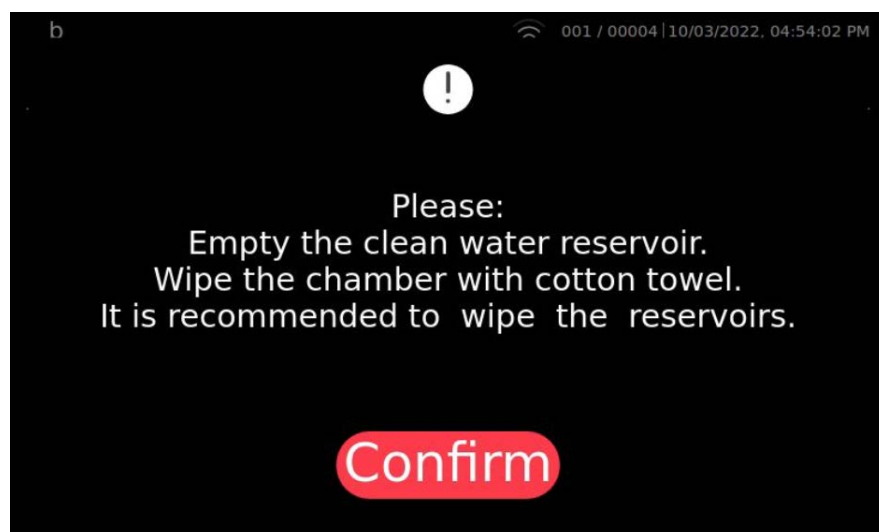 b 001 / 00004 | 10/03/2022, 04:54:02 PM
!
Please:
Empty the clean water reservoir.
Wipe the chamber with cotton towel.
It is recommended to  wipe  the  reservoirs.
Confirm